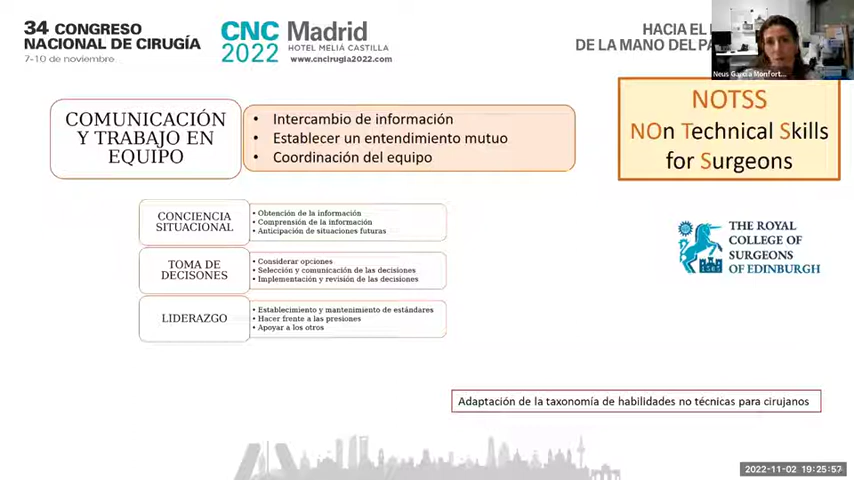 34 CONGRESO
NACIONAL DE CIRUGÍA
7-10 de noviembre
CNC Madrid
2022
HOTEL MELIÁ CASTILLA
www.cncirugia2022.com
HACIA EL
DE LA MANO DEL
Neus García Monfort...
COMUNICACIÓN
Y TRABAJO EN
EQUIPO
• Intercambio de información
• Establecer un entendimiento mutuo
• Coordinación del equipo
NOTSS
NOn Technical Skills
for Surgeons
CONCIENCIA
SITUACIONAL
• Obtención de la información
• Comprensión de la información
• Anticipación de situaciones futuras
TOMA DE
DECISONES
• Considerar opciones
• Selección y comunicación de las decisiones
• Implementación y revisión de las decisiones
LIDERAZGO
• Establecimiento y mantenimiento de estándares
• Hacer frente a las presiones
• Apoyar a los otros
THE ROYAL
COLLEGE OF
SURGEONS
OF EDINBURGH
Adaptación de la taxonomía de habilidades no técnicas para cirujanos
2022-11-02 19:25:57